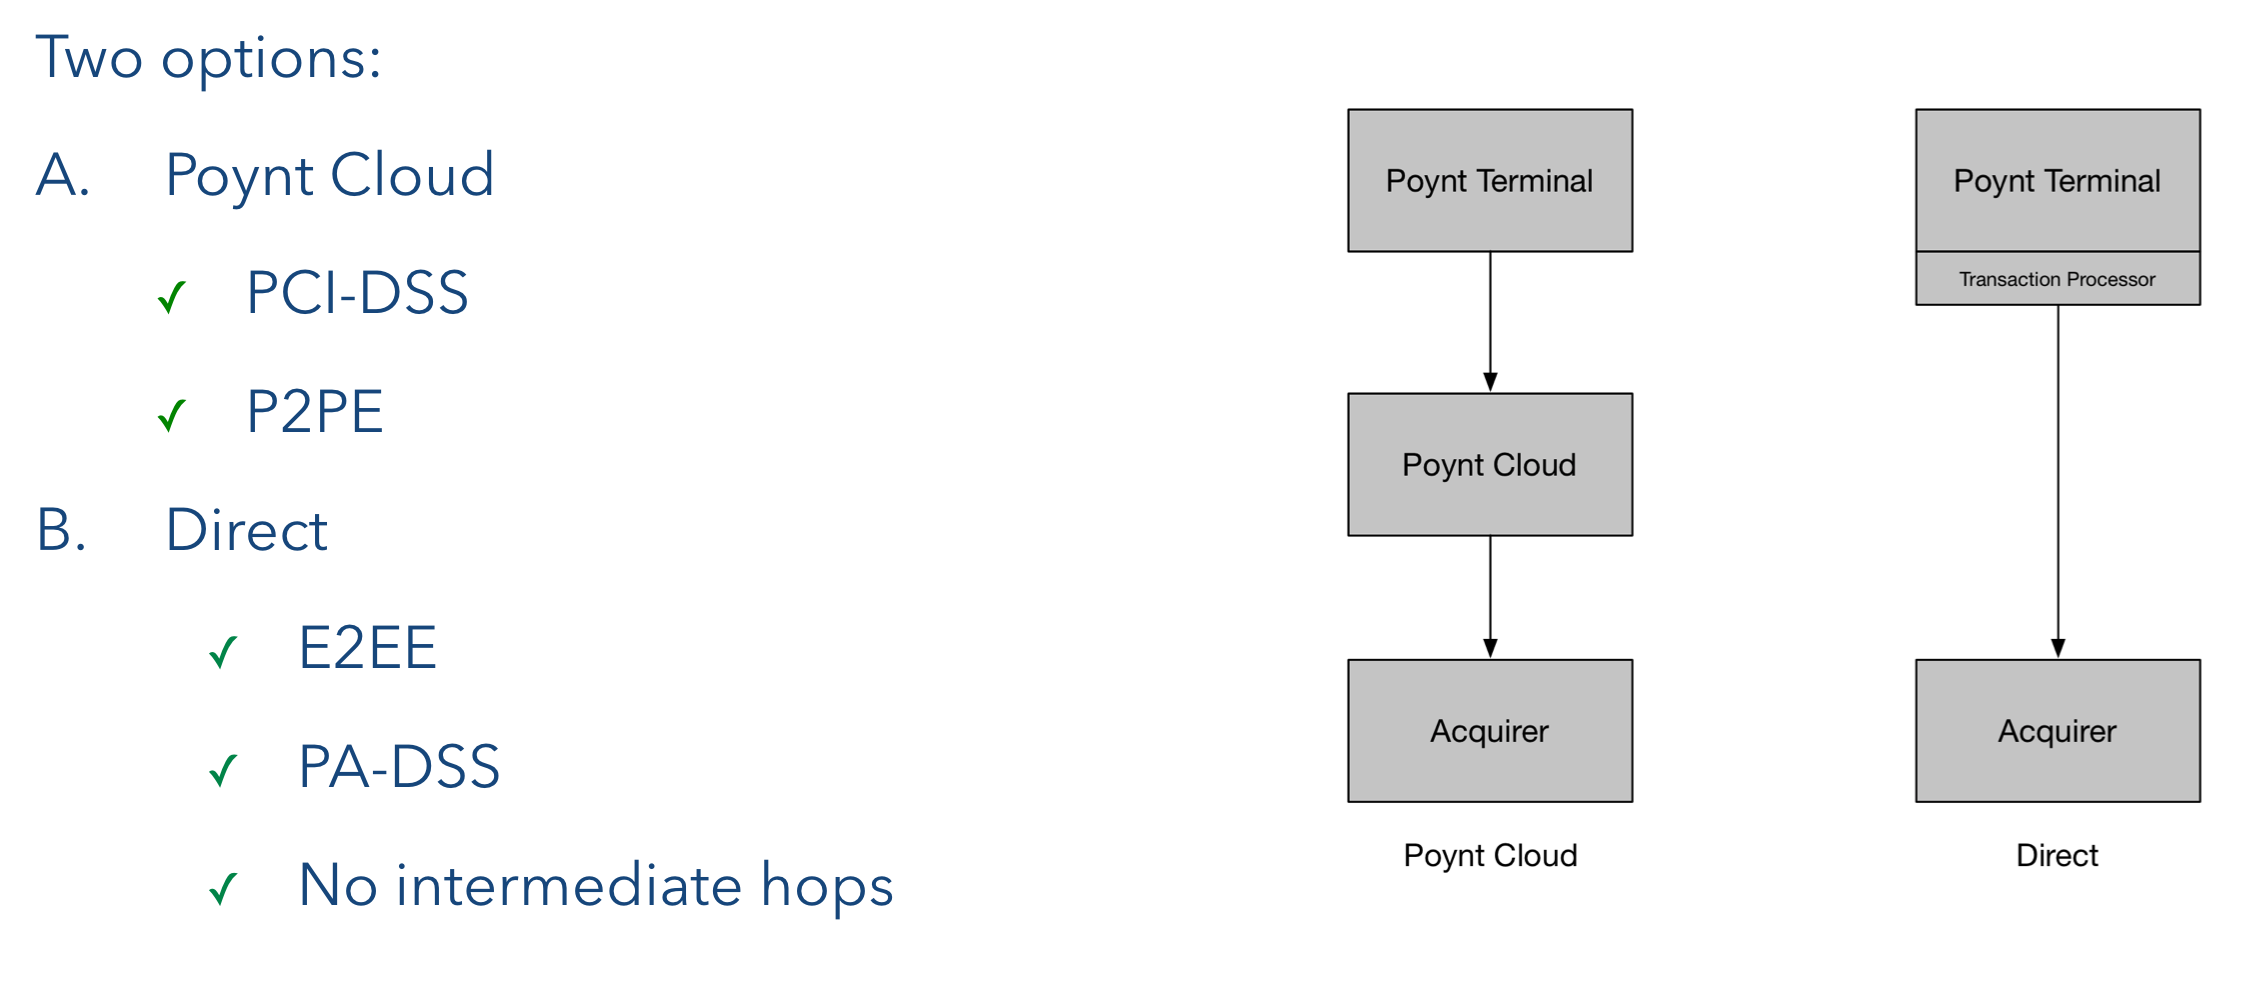 Two options:
A. Poynt Cloud
✓ PCI-DSS
✓ P2PE
B. Direct
✓ E2EE
✓ PA-DSS
✓ No intermediate hops
Poynt Terminal
Poynt Cloud
Acquirer
Poynt Cloud
Poynt Terminal
Transaction Processor
Acquirer
Direct